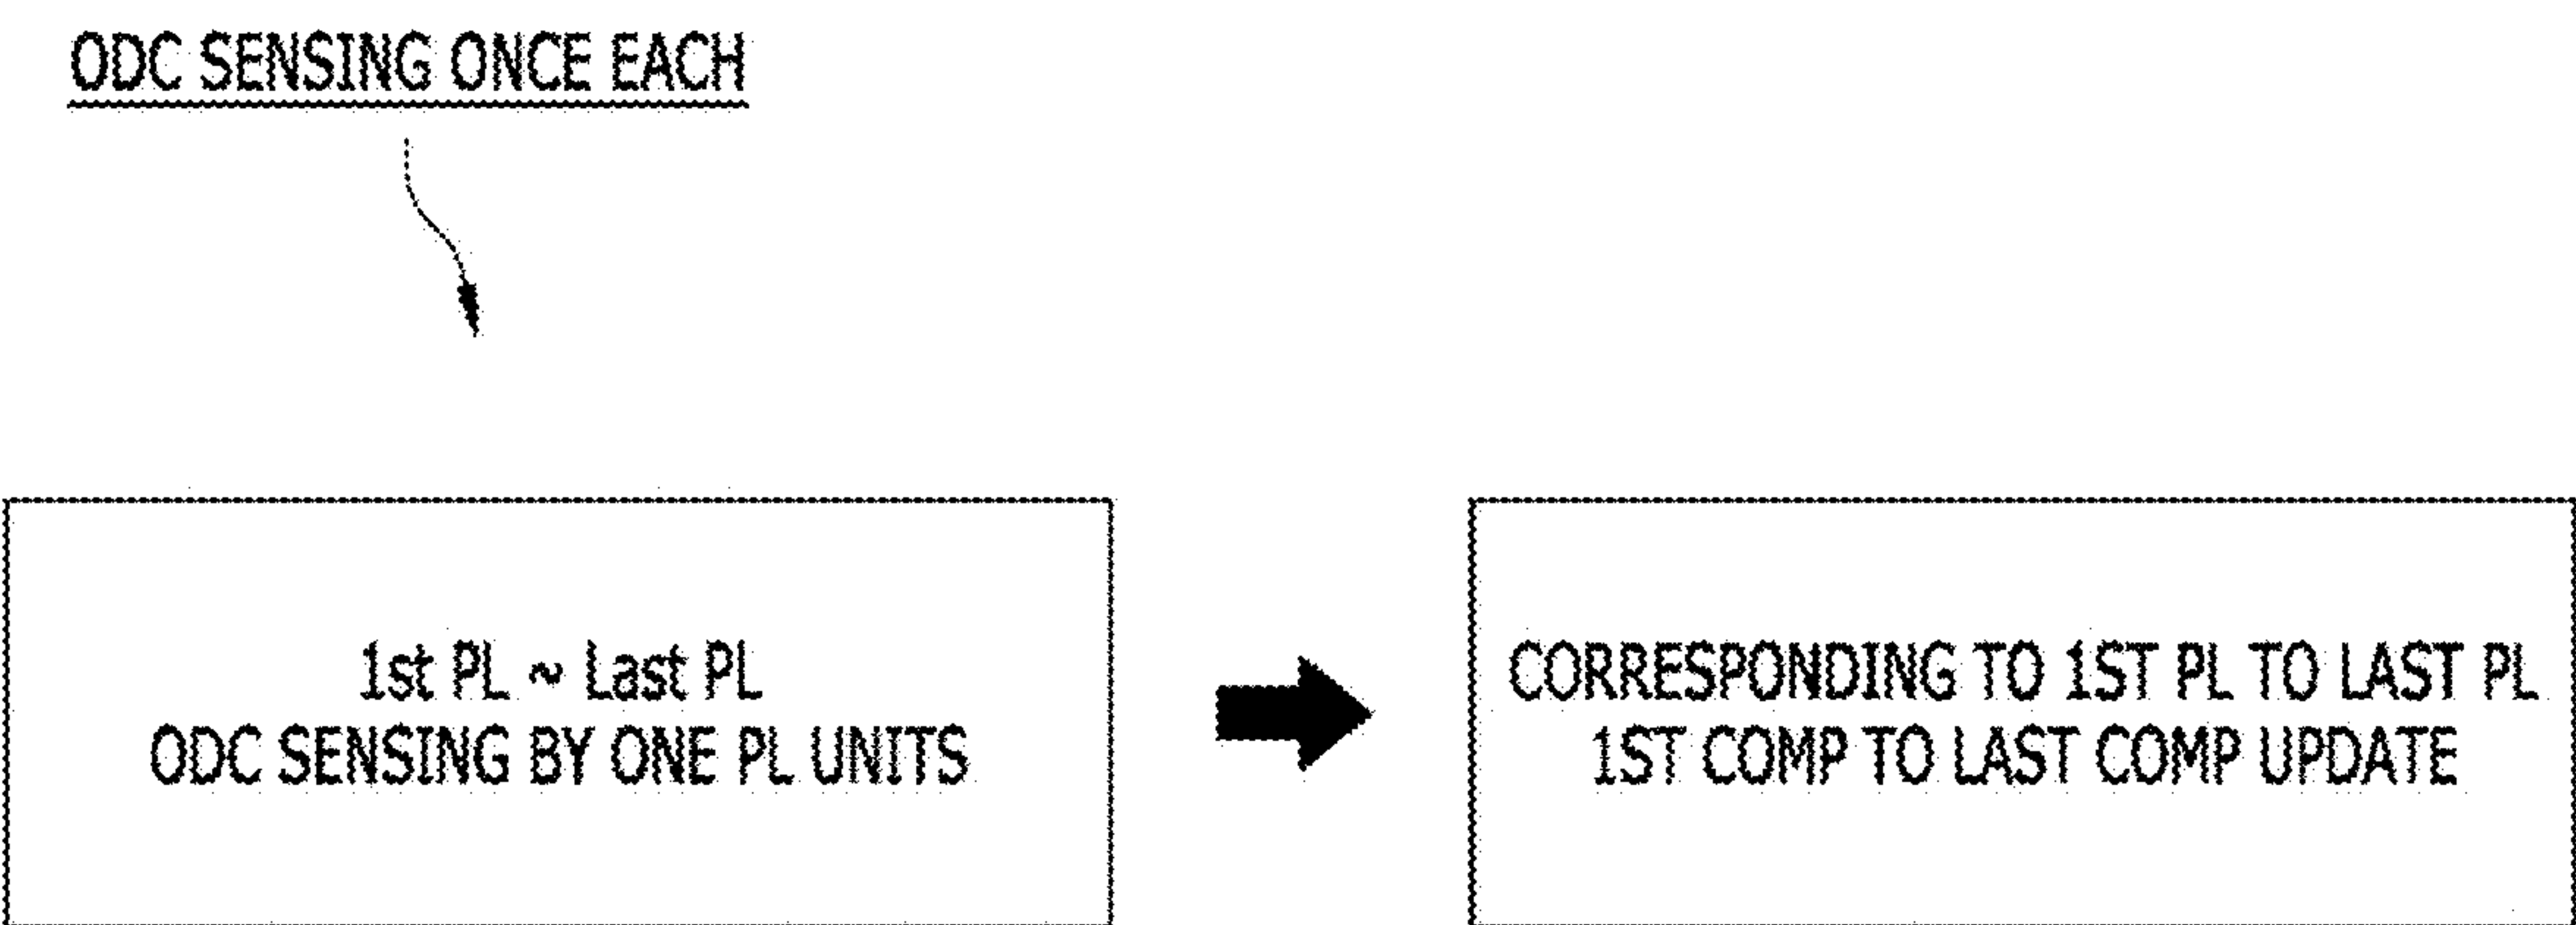 ODC SENSING ONCE EACH
1st PL ~ Last PL
ODC SENSING BY ONE PL UNITS
CORRESPONDING TO 1ST PL TO LAST PL
1ST COMP TO LAST COMP UPDATE